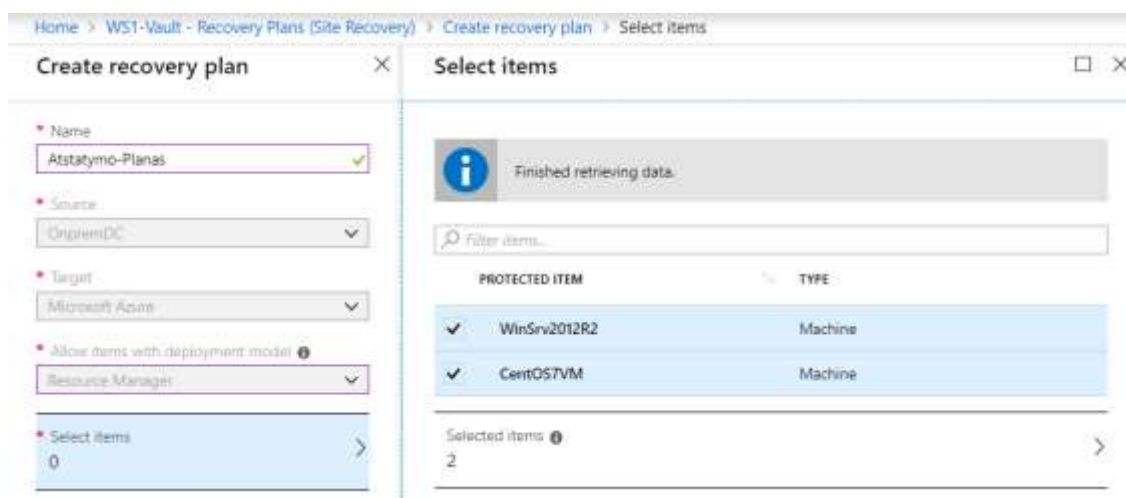 Home > WS1-Vault - Recovery Plans (Site Recovery) > Create recovery plan > Select items
Create recovery plan
* Name
Atstatymo-Planas
* Source
OnpremDC
* Target
Microsoft Azure
* Allow items with deployment model
Resource Manager
* Select items
0
Select items
Finished retrieving data.
Filter items...
PROTECTED ITEM TYPE
WinSrv2012R2 Machine
CentOS7VM Machine
Selected items
2